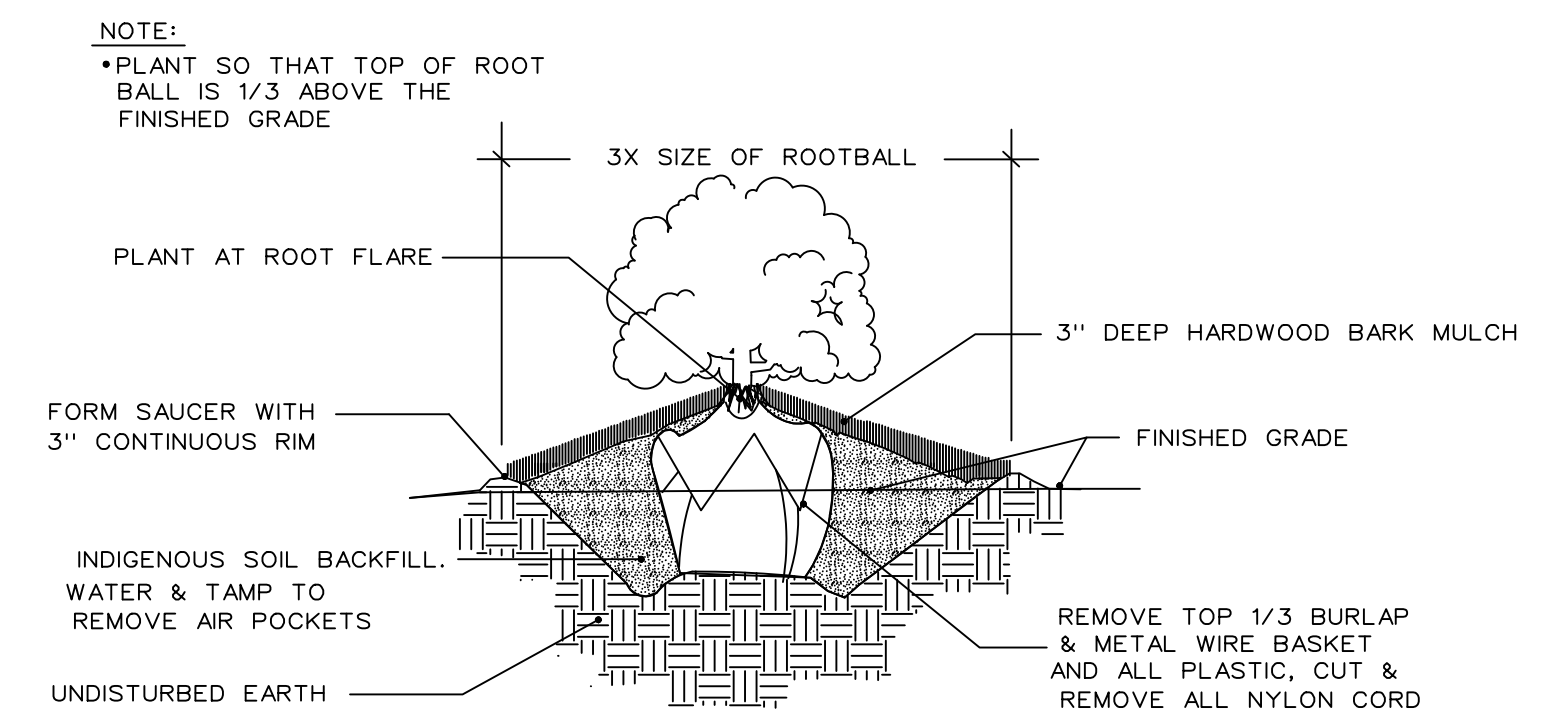 NOTE:
•PLANT SO THAT TOP OF ROOT
BALL IS 1/3 ABOVE THE
FINISHED GRADE
3X SIZE OF ROOTBALL
PLANT AT ROOT FLARE
3" DEEP HARDWOOD BARK MULCH
FORM SAUCER WITH
3" CONTINUOUS RIM
FINISHED GRADE
INDIGENOUS SOIL BACKFILL.
WATER & TAMP TO
REMOVE AIR POCKETS
REMOVE TOP 1/3 BURLAP
& METAL WIRE BASKET
AND ALL PLASTIC, CUT &
REMOVE ALL NYLON CORD
UNDISTURBED EARTH